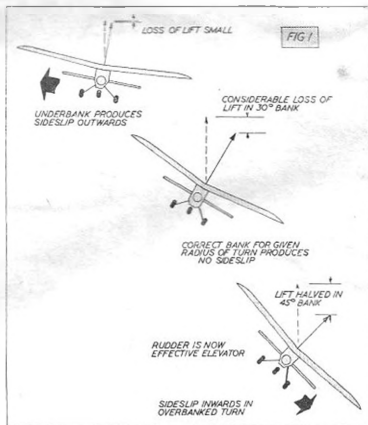 LOSS OF LIFT SMALL
FIG 1
UNDERBANK PRODUCES
SIDESLIP OUTWARDS
CONSIDERABLE LOSS OF
LIFT IN 30° BANK
CORRECT BANK FOR GIVEN
RADIUS OF TURN PRODUCES
NO SIDESLIP
LIFT HALVED IN
45° BANK
RUDDER IS NOW
EFFECTIVE ELEVATOR
SIDESLIP INWARDS IN
OVERBANKED TURN